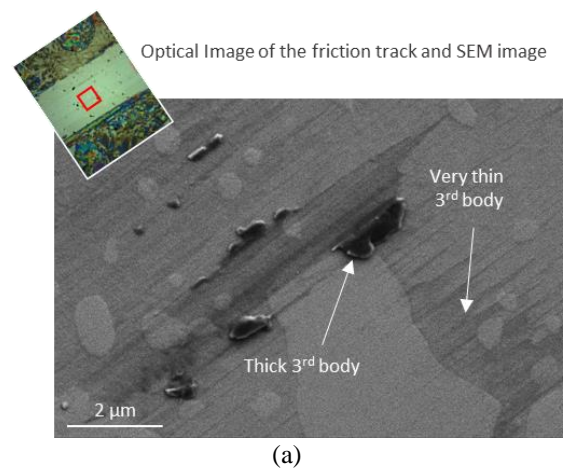 Optical Image of the friction track and SEM image
Very thin
3rd body
Thick 3rd body
2 µm
(a)